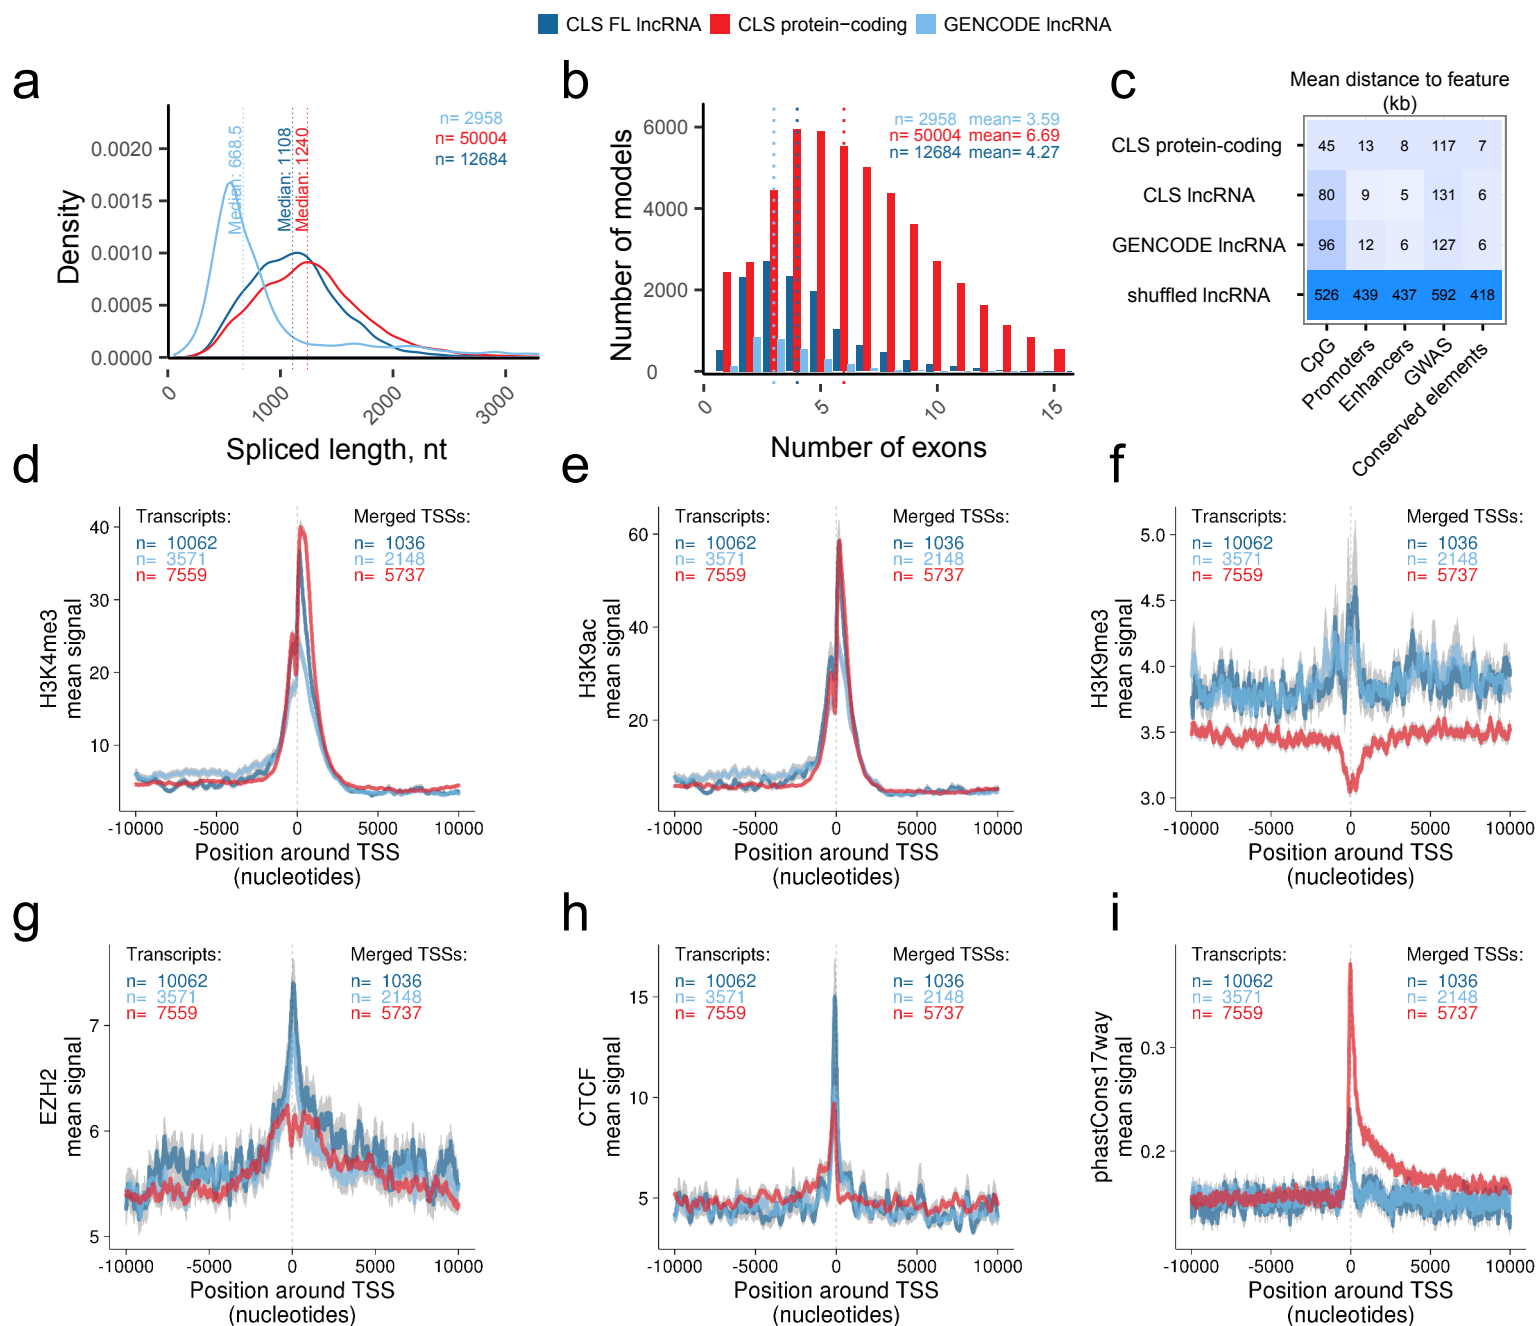 CLS FL lncRNA CLS protein-coding GENCODE lncRNA
a
n= 2958
n= 50004
n= 12684
Median: 668.5
Median: 1108
Median: 1240
Density
0.0020
0.0015
0.0010
0.0005
0.0000
0 1000 2000 3000
Spliced length, nt
b
n= 2958 mean= 3.59
n= 50004 mean= 6.69
n= 12684 mean= 4.27
Number of models
6000
4000
2000
0
0 5 10 15
Number of exons
c
Mean distance to feature
(kb)
CLS protein-coding 45 13 8 117 7
CLS lncRNA 80 9 5 131 6
GENCODE lncRNA 96 12 6 127 6
shuffled lncRNA 526 439 437 592 418
CpG
Promoters
Enhancers
GWAS
Conserved elements
d
Transcripts: Merged TSSs:
n= 10062 n= 1036
n= 3571 n= 2148
n= 7559 n= 5737
H3K4me3
mean signal
40
30
20
10
-10000 -5000 0 5000 10000
Position around TSS
(nucleotides)
e
Transcripts: Merged TSSs:
n= 10062 n= 1036
n= 3571 n= 2148
n= 7559 n= 5737
H3K9ac
mean signal
60
40
20
-10000 -5000 0 5000 10000
Position around TSS
(nucleotides)
f
Transcripts: Merged TSSs:
n= 10062 n= 1036
n= 3571 n= 2148
n= 7559 n= 5737
H3K9me3
mean signal
5.0
4.5
4.0
3.5
3.0
-10000 -5000 0 5000 10000
Position around TSS
(nucleotides)
g
Transcripts: Merged TSSs:
n= 10062 n= 1036
n= 3571 n= 2148
n= 7559 n= 5737
EZH2
mean signal
7
6
5
-10000 -5000 0 5000 10000
Position around TSS
(nucleotides)
h
Transcripts: Merged TSSs:
n= 10062 n= 1036
n= 3571 n= 2148
n= 7559 n= 5737
CTCF
mean signal
15
10
5
-10000 -5000 0 5000 10000
Position around TSS
(nucleotides)
i
Transcripts: Merged TSSs:
n= 10062 n= 1036
n= 3571 n= 2148
n= 7559 n= 5737
phastCons17way
mean signal
0.3
0.2
-10000 -5000 0 5000 10000
Position around TSS
(nucleotides)